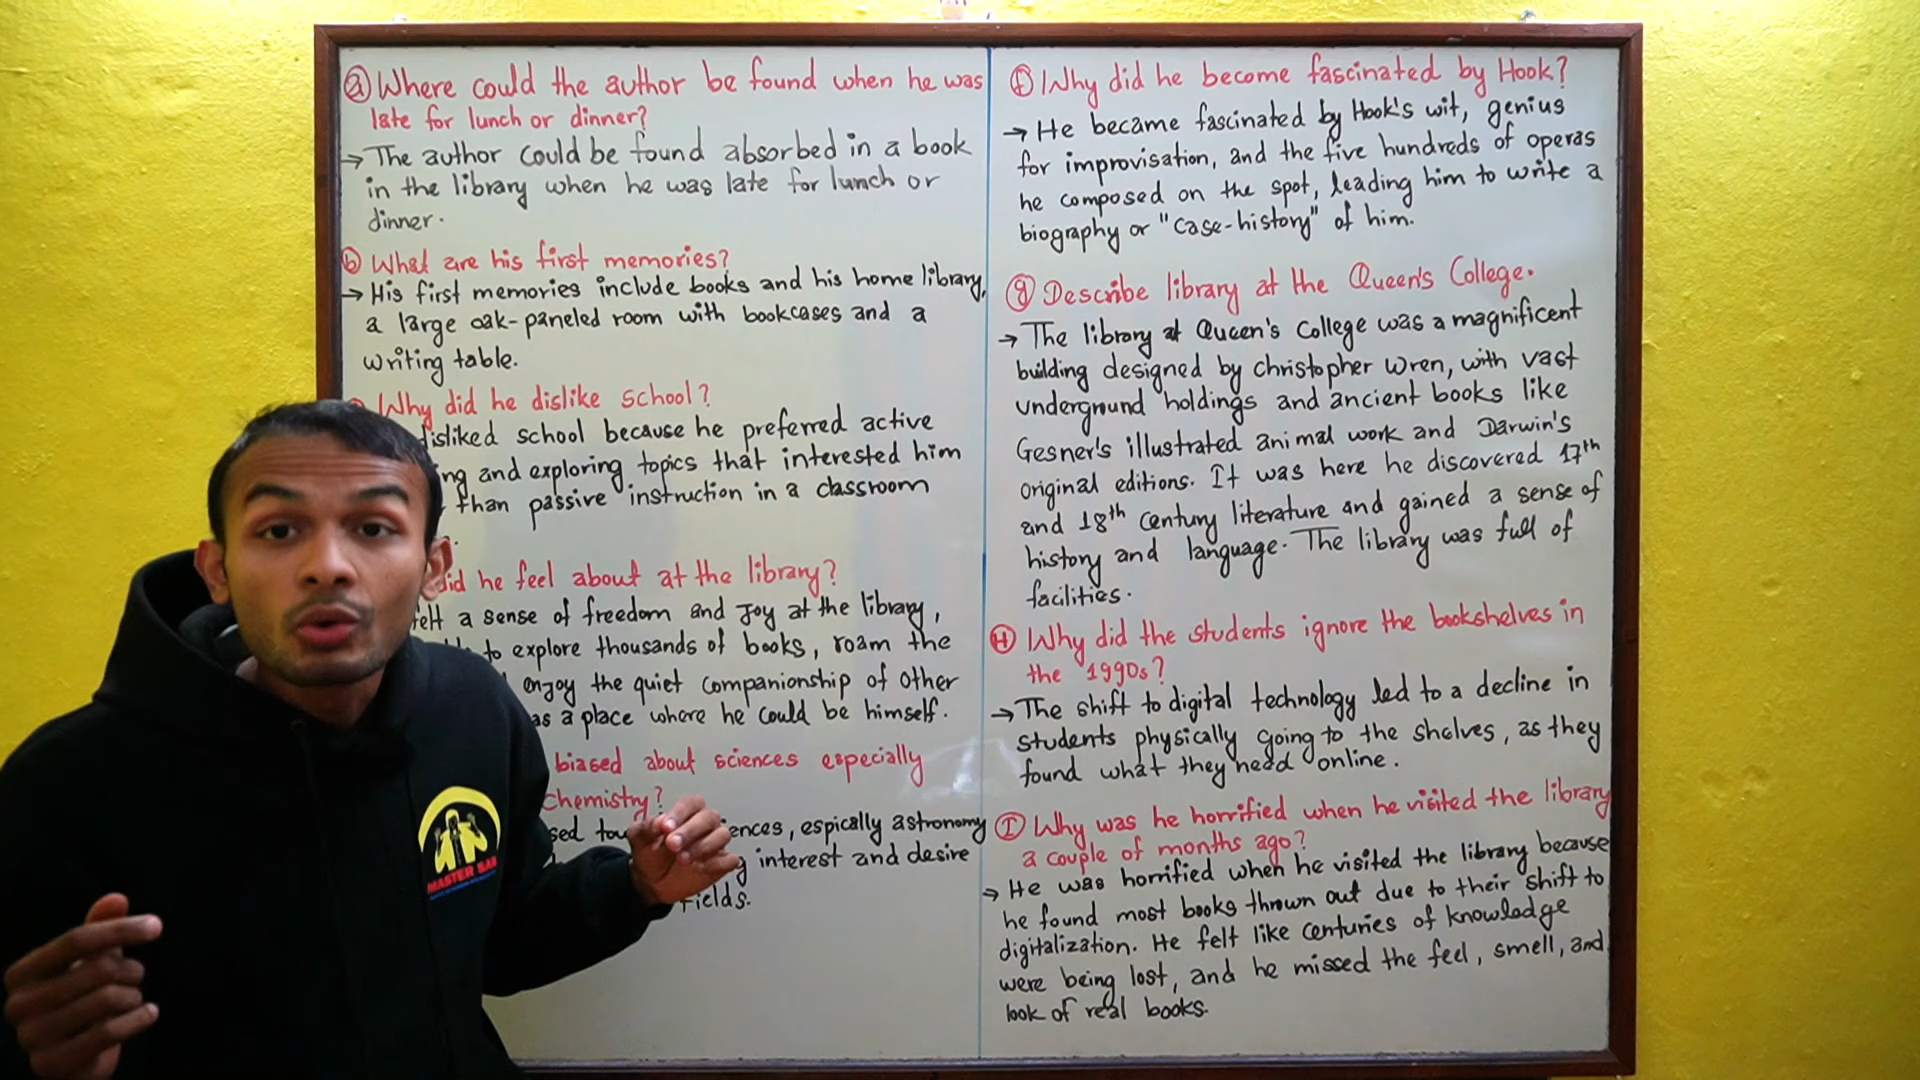 ⓐ Where could the author be found when he was
late for lunch or dinner?
→ The author could be found absorbed in a book
in the library when he was late for lunch or
dinner.
ⓑ What are his first memories?
→ His first memories include books and his home library,
a large oak-paneled room with bookcases and a
writing table.
Why did he dislike school?
disliked school because he preferred active
ng and exploring topics that interested him
than passive instruction in a classroom
did he feel about at the library?
felt a sense of freedom and Joy at the library,
to explore thousands of books, roam the
enjoy the quiet companionship of other
as a place where he could be himself.
biased about sciences especially
chemistry?
sed tow ences, espically astronomy
g interest and desire
fields.
ⓕ Why did he become fascinated by Hook?
→ He became fascinated by Hook's wit, genius
for improvisation, and the five hundreds of operas
he composed on the spot, leading him to write a
biography or "case-history" of him.
ⓖ Describe library at the Queen's College.
→ The library at Queen's College was a magnificent
building designed by christopher Wren, with vast
underground holdings and ancient books like
Gesner's illustrated animal work and Darwin's
original editions. It was here he discovered 17th
and 18th century literature and gained a sense of
history and language. The library was full of
facilities.
Ⓗ Why did the students ignore the bookshelves in
the 1990s?
→ The shift to digital technology led to a decline in
students physically going to the shelves, as they
found what they need online.
Ⓘ Why was he horrified when he visited the library
a couple of months ago?
→ He was horrified when he visited the library because
he found most books thrown out due to their shift to
digitalization. He felt like centuries of knowledge
were being lost, and he missed the feel, smell, and
look of real books.
MASTER SAB